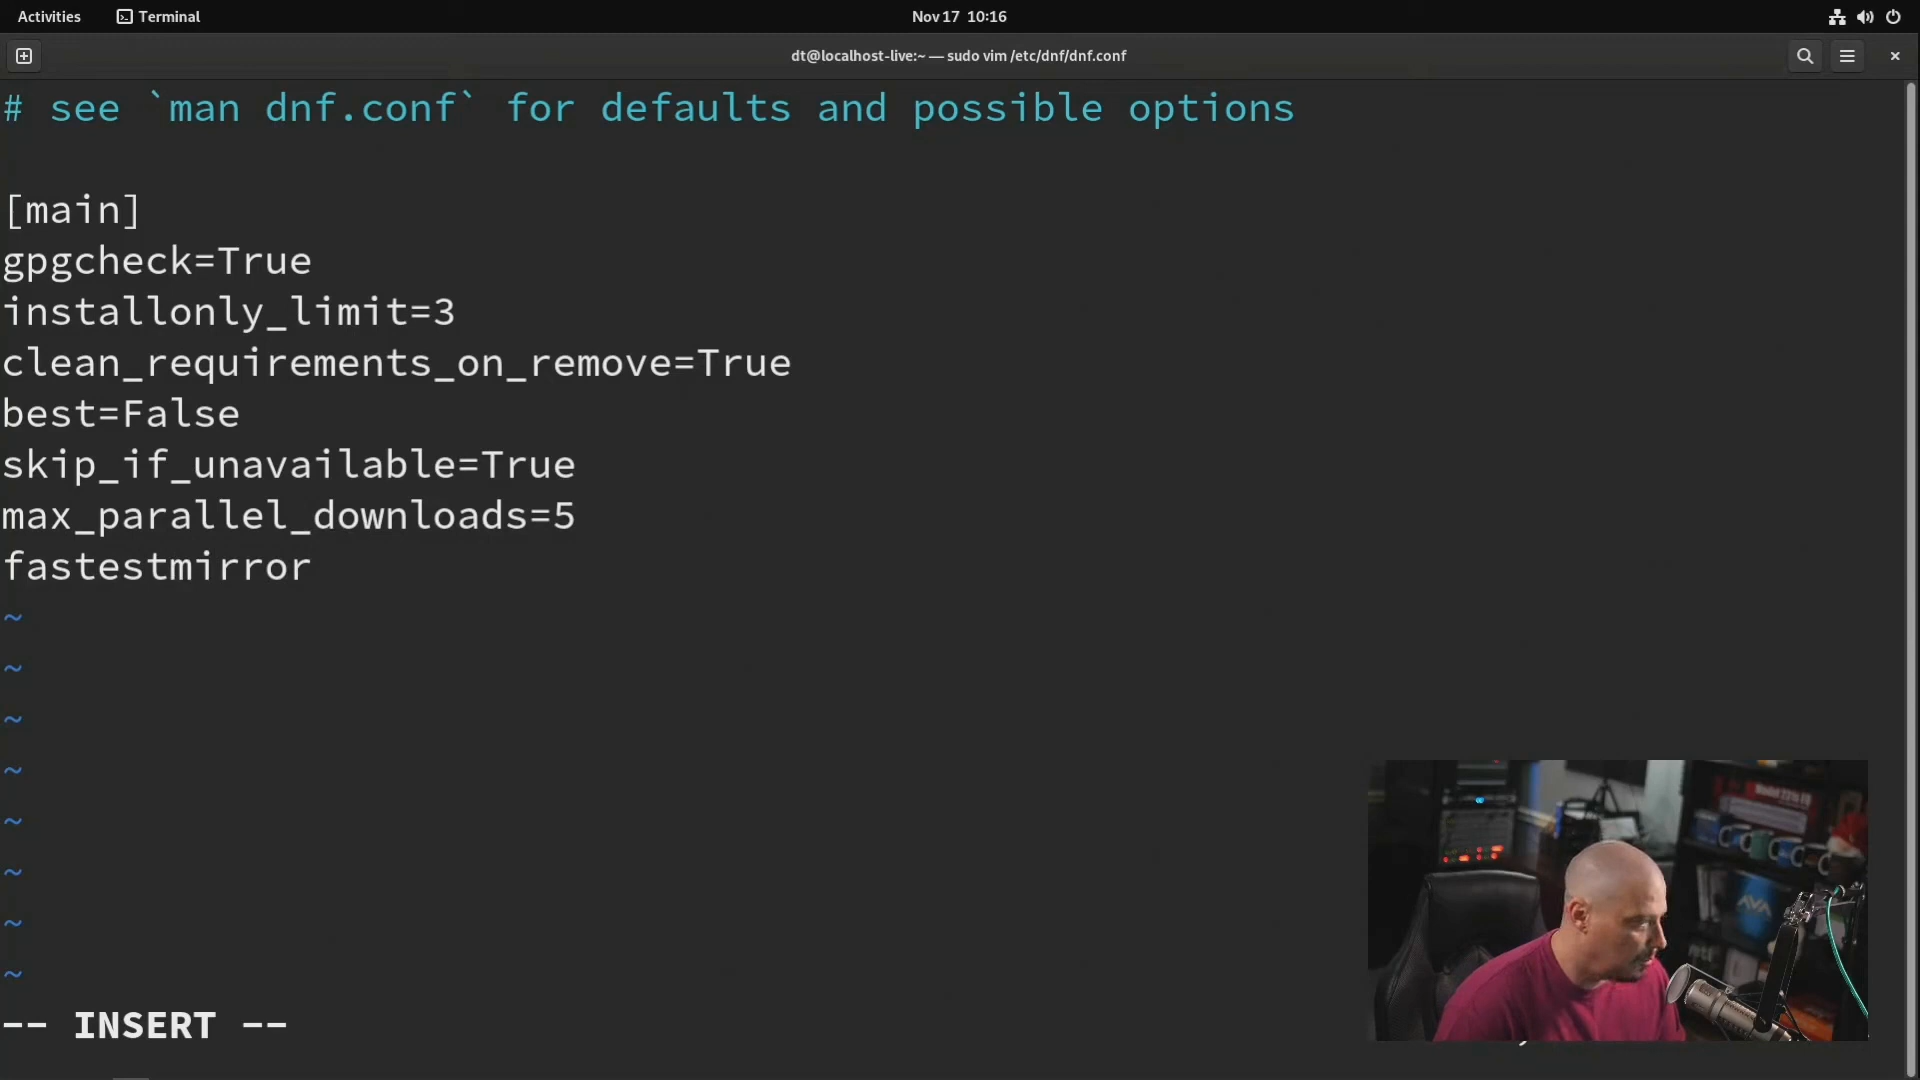 Activities Terminal Nov 17 10:16
dt@localhost-live:~ — sudo vim /etc/dnf/dnf.conf
# see `man dnf.conf` for defaults and possible options
[main]
gpgcheck=True
installonly_limit=3
clean_requirements_on_remove=True
best=False
skip_if_unavailable=True
max_parallel_downloads=5
fastestmirror
~
~
~
~
~
~
~
~
AVA
-- INSERT --